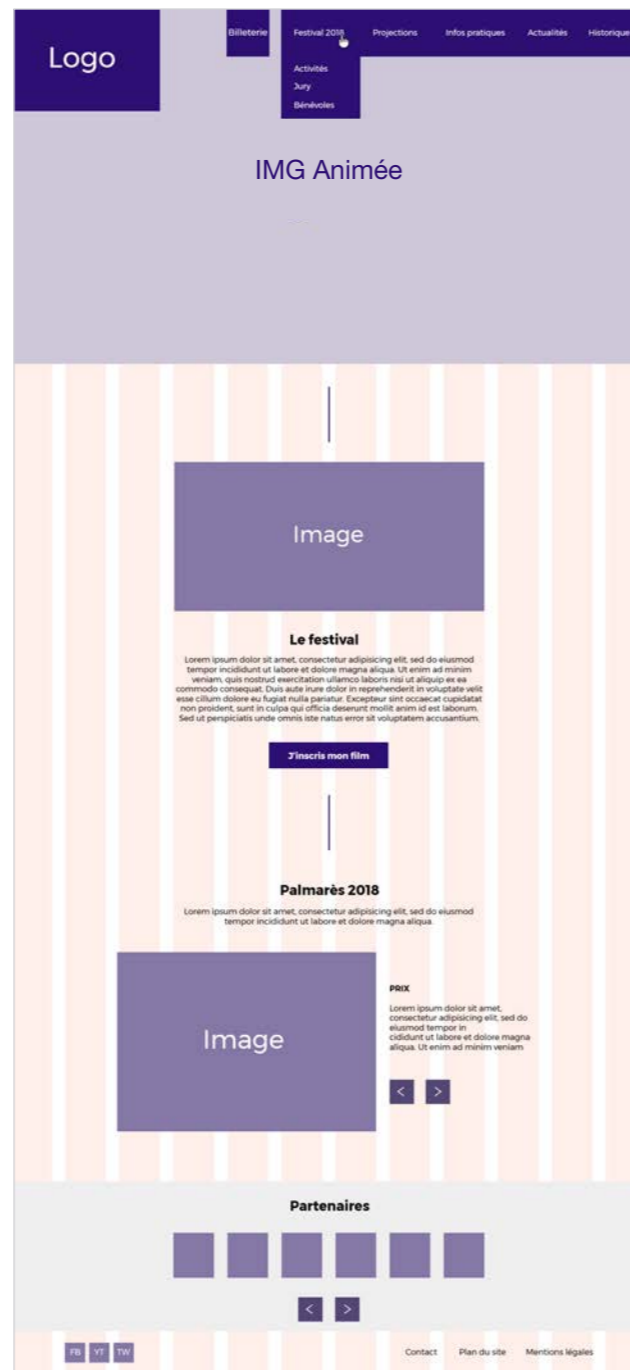 Logo
Billeterie
Festival 2018
Projections
Infos pratiques
Actualités
Historique
Activités
Jury
Bénévoles
IMG Animée
Image
Le festival
Lorem ipsum dolor sit amet, consectetur adipisicing elit, sed do eiusmod
tempor incididunt ut labore et dolore magna aliqua. Ut enim ad minim
veniam, quis nostrud exercitation ullamco laboris nisi ut aliquip ex ea
commodo consequat. Duis aute irure dolor in reprehenderit in voluptate velit
esse cillum dolore eu fugiat nulla pariatur. Excepteur sint occaecat cupidatat
non proident, sunt in culpa qui officia deserunt mollit anim id est laborum.
Sed ut perspiciatis unde omnis iste natus error sit voluptatem accusantium.
J'inscris mon film
Palmarès 2018
Lorem ipsum dolor sit amet, consectetur adipisicing elit, sed do eiusmod
tempor incididunt ut labore et dolore magna aliqua.
Image
PRIX
Lorem ipsum dolor sit amet,
consectetur adipisicing elit, sed do
eiusmod tempor in
cididunt ut labore et dolore magna
aliqua. Ut enim ad minim veniam
< >
Partenaires
< >
FB YT TW
Contact
Plan du site
Mentions légales